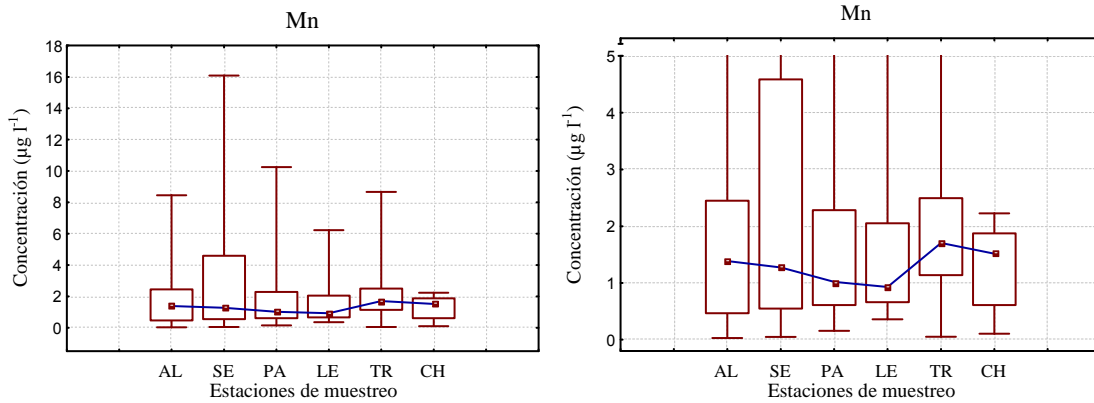 Mn
Concentración (µg l-1)
18
16
14
12
10
8
6
4
2
0
AL SE PA LE TR CH
Estaciones de muestreo
Mn
Concentración (µg l-1)
5
4
3
2
1
0
AL SE PA LE TR CH
Estaciones de muestreo